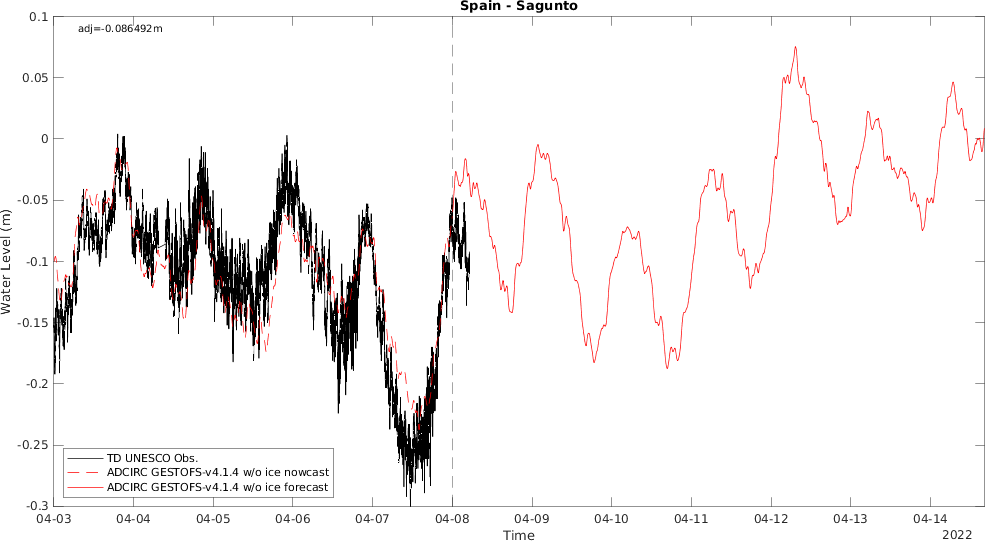 Spain - Sagunto
adj=-0.086492m
0.1
0.05
0
-0.05
-0.1
-0.15
-0.2
-0.25
-0.3
Water Level (m)
TD UNESCO Obs.
ADCIRC GESTOFS-v4.1.4 w/o ice nowcast
ADCIRC GESTOFS-v4.1.4 w/o ice forecast
04-03 04-04 04-05 04-06 04-07 04-08 04-09 04-10 04-11 04-12 04-13 04-14
Time
2022